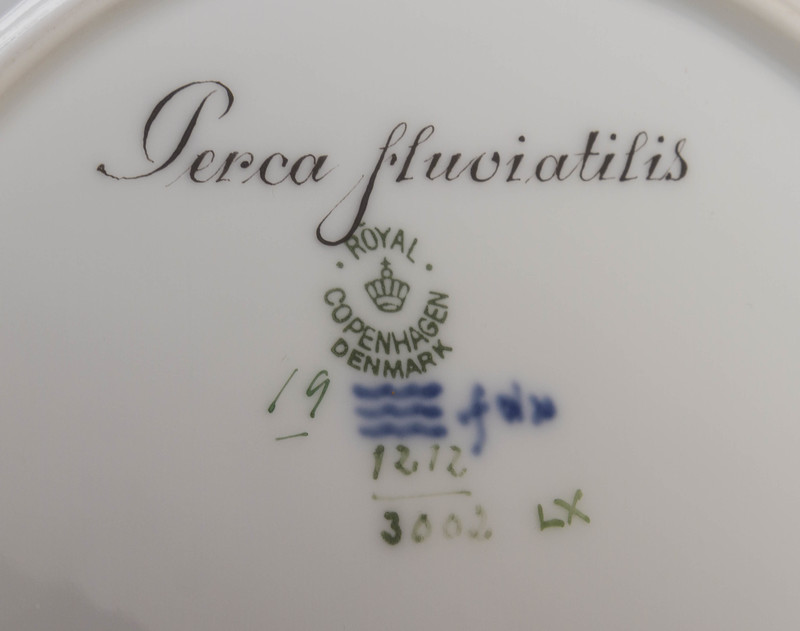 Perca fluviatilis
ROYAL
COPENHAGEN
DENMARK
19
1212
3002 LX